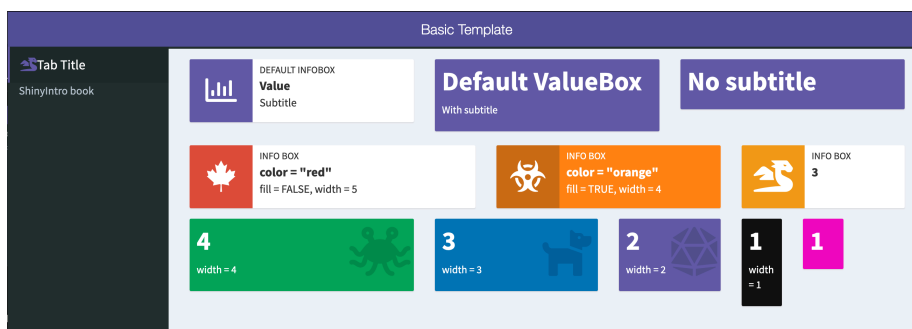 Basic Template
Tab Title
ShinyIntro book
DEFAULT INFOBOX
Value
Subtitle
Default ValueBox
With subtitle
No subtitle
INFO BOX
color = "red"
fill = FALSE, width = 5
INFO BOX
color = "orange"
fill = TRUE, width = 4
INFO BOX
3
4
width = 4
3
width = 3
2
width = 2
1
width
= 1
1